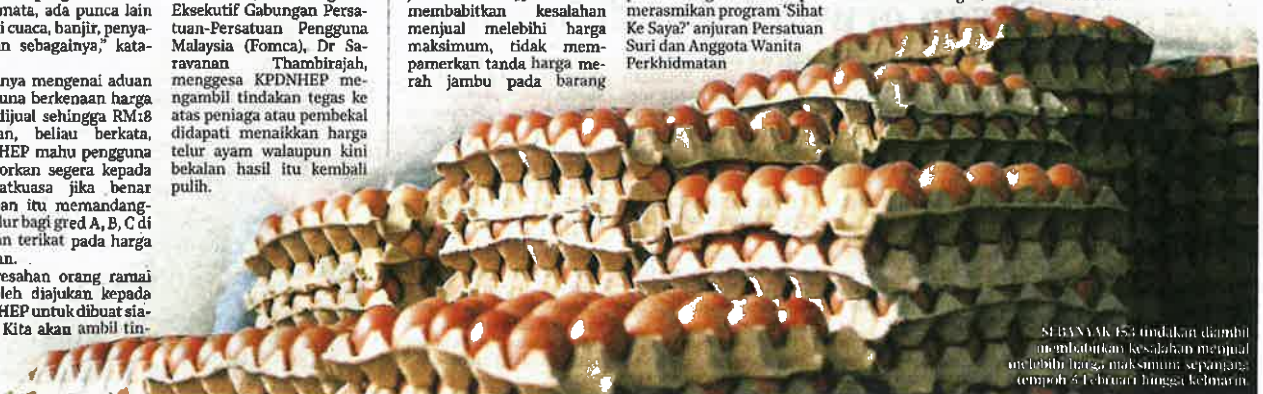 mata, ada punca lain
i cuaca, banjir, penya-
n sebagainya,” kata-
nya mengenai aduan
una berkenaan harga
dijual sehingga RM18
an, beliau berkata,
HEP mahu pengguna
orkan segera kepada
atkuasa jika benar
an itu memandang-
lur bagi gred A, B, C di
an terikat pada harga
an.
resahan orang ramai
leh diajukan kepada
HEP untuk dibuat sia-
Kita akan ambil tin-
Eksekutif Gabungan Persa-
tuan-Persatuan Pengguna
Malaysia (Fomca), Dr Sa-
ravanan Thambirajah,
menggesa KPDNHEP me-
ngambil tindakan tegas ke
atas peniaga atau pembekal
didapati menaikkan harga
telur ayam walaupun kini
bekalan hasil itu kembali
pulih.
membabitkan kesalahan
menjual melebihi harga
maksimum, tidak mem-
pamerkan tanda harga me-
rah jambu pada barang
merasmikan program ‘Sihat
Ke Saya?’ anjuran Persatuan
Suri dan Anggota Wanita
Perkhidmatan
SEBANYAK 153 tindakan diambil
membabitkan kesalahan menjual
melebihi harga maksimum sepanjang
tempoh Februari hingga kelmarin.